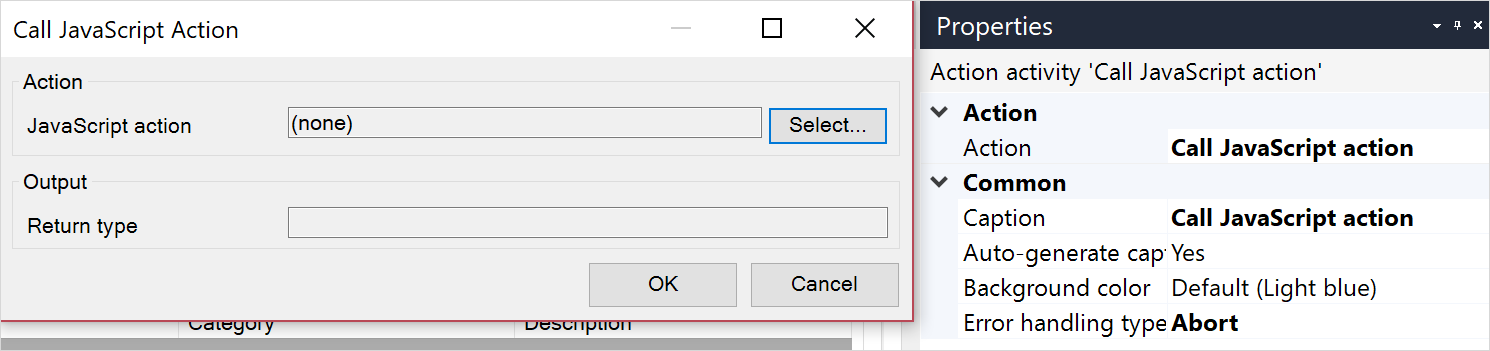 Call JavaScript Action
Action
JavaScript action
(none)
Select...
Output
Return type
OK
Cancel
Category
Description
Properties
Action activity 'Call JavaScript action'
Action
Action Call JavaScript action
Common
Caption Call JavaScript action
Auto-generate cap Yes
Background color Default (Light blue)
Error handling type Abort